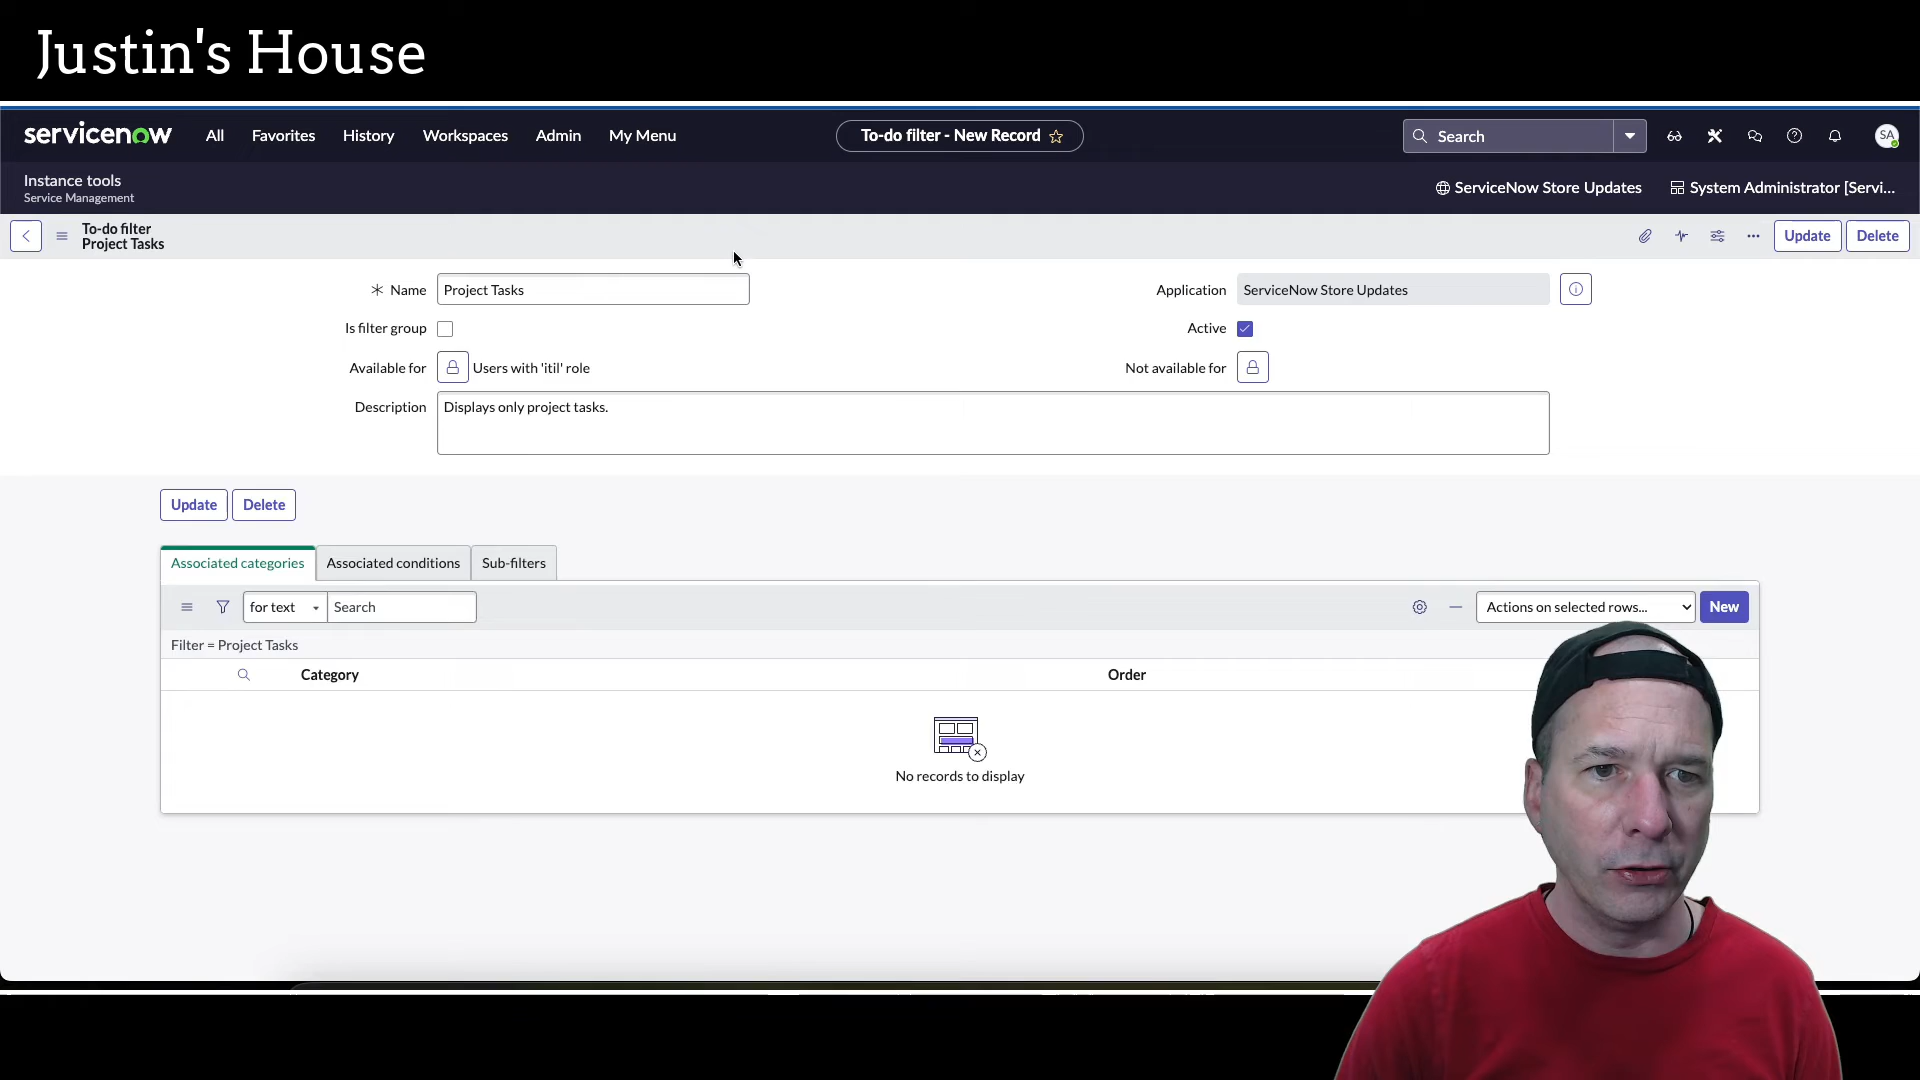 Justin's House
servicenow All Favorites History Workspaces Admin My Menu To-do filter - New Record Search SA
Instance tools
Service Management
ServiceNow Store Updates System Administrator [Servi...
To-do filter
Project Tasks
Update Delete
Name Project Tasks Application ServiceNow Store Updates
Is filter group Active
Available for Users with 'itil' role Not available for
Description Displays only project tasks.
Update Delete
Associated categories Associated conditions Sub-filters
for text Search Actions on selected rows... New
Filter = Project Tasks
Category Order
No records to display